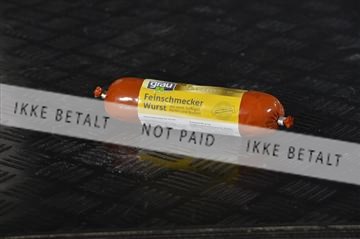 grau
Feinschmecker
Wurst
IKKE BETALT NOT PAID IKKE BETALT